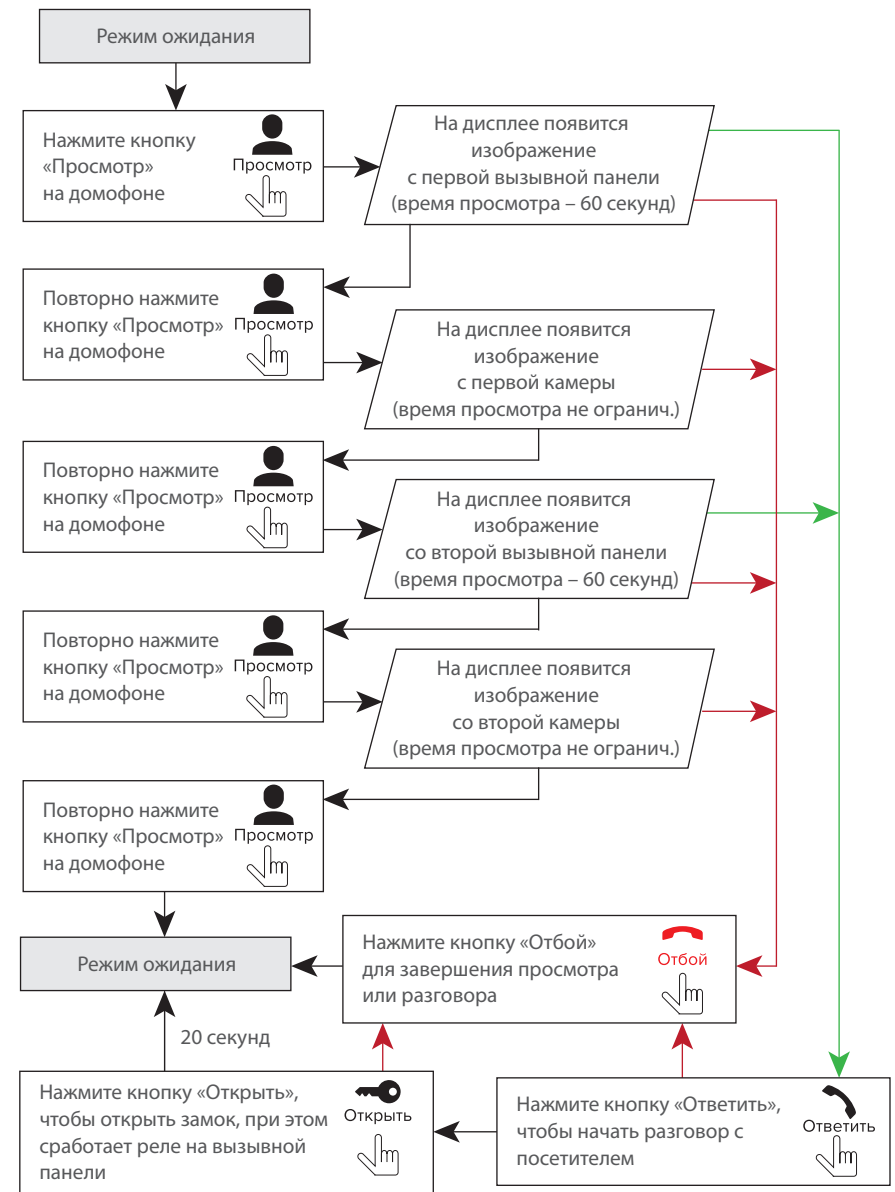 Режим ожидания
Нажмите кнопку
«Просмотр»
на домофоне
Просмотр
На дисплее появится
изображение
с первой вызывной панели
(время просмотра – 60 секунд)
Повторно нажмите
кнопку «Просмотр»
на домофоне
Просмотр
На дисплее появится
изображение
с первой камеры
(время просмотра не огранич.)
Повторно нажмите
кнопку «Просмотр»
на домофоне
Просмотр
На дисплее появится
изображение
со второй вызывной панели
(время просмотра – 60 секунд)
Повторно нажмите
кнопку «Просмотр»
на домофоне
Просмотр
На дисплее появится
изображение
со второй камеры
(время просмотра не огранич.)
Повторно нажмите
кнопку «Просмотр»
на домофоне
Просмотр
Режим ожидания
Нажмите кнопку «Отбой»
для завершения просмотра
или разговора
Отбой
20 секунд
Нажмите кнопку «Открыть»,
чтобы открыть замок, при этом
сработает реле на вызывной
панели
Открыть
Нажмите кнопку «Ответить»,
чтобы начать разговор с
посетителем
Ответить